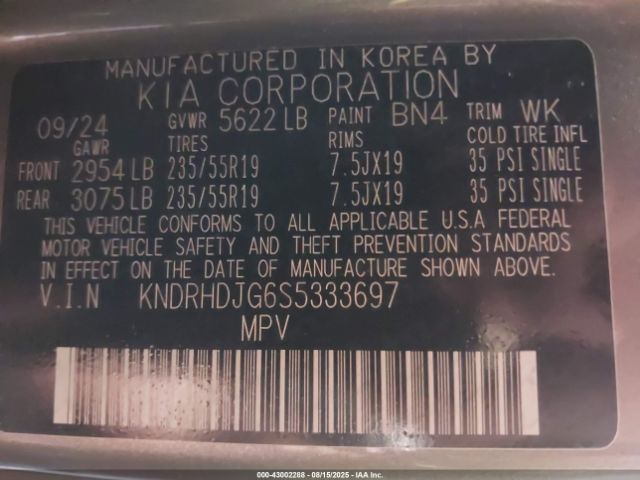 MANUFACTURED IN KOREA BY
KIA CORPORATION
09/24 GVWR 5622 LB PAINT BN4 TRIM WK
GAWR TIRES RIMS COLD TIRE INFL
FRONT 2954 LB 235/55R19 7.5JX19 35 PSI SINGLE
REAR 3075 LB 235/55R19 7.5JX19 35 PSI SINGLE
THIS VEHICLE CONFORMS TO ALL APPLICABLE U.S.A FEDERAL
MOTOR VEHICLE SAFETY AND THEFT PREVENTION STANDARDS
IN EFFECT ON THE DATE OF MANUFACTURE SHOWN ABOVE.
V.I.N KNDRHDJG6S5333697
MPV
000-43002288 - 08/15/2025 - IAAI.COM